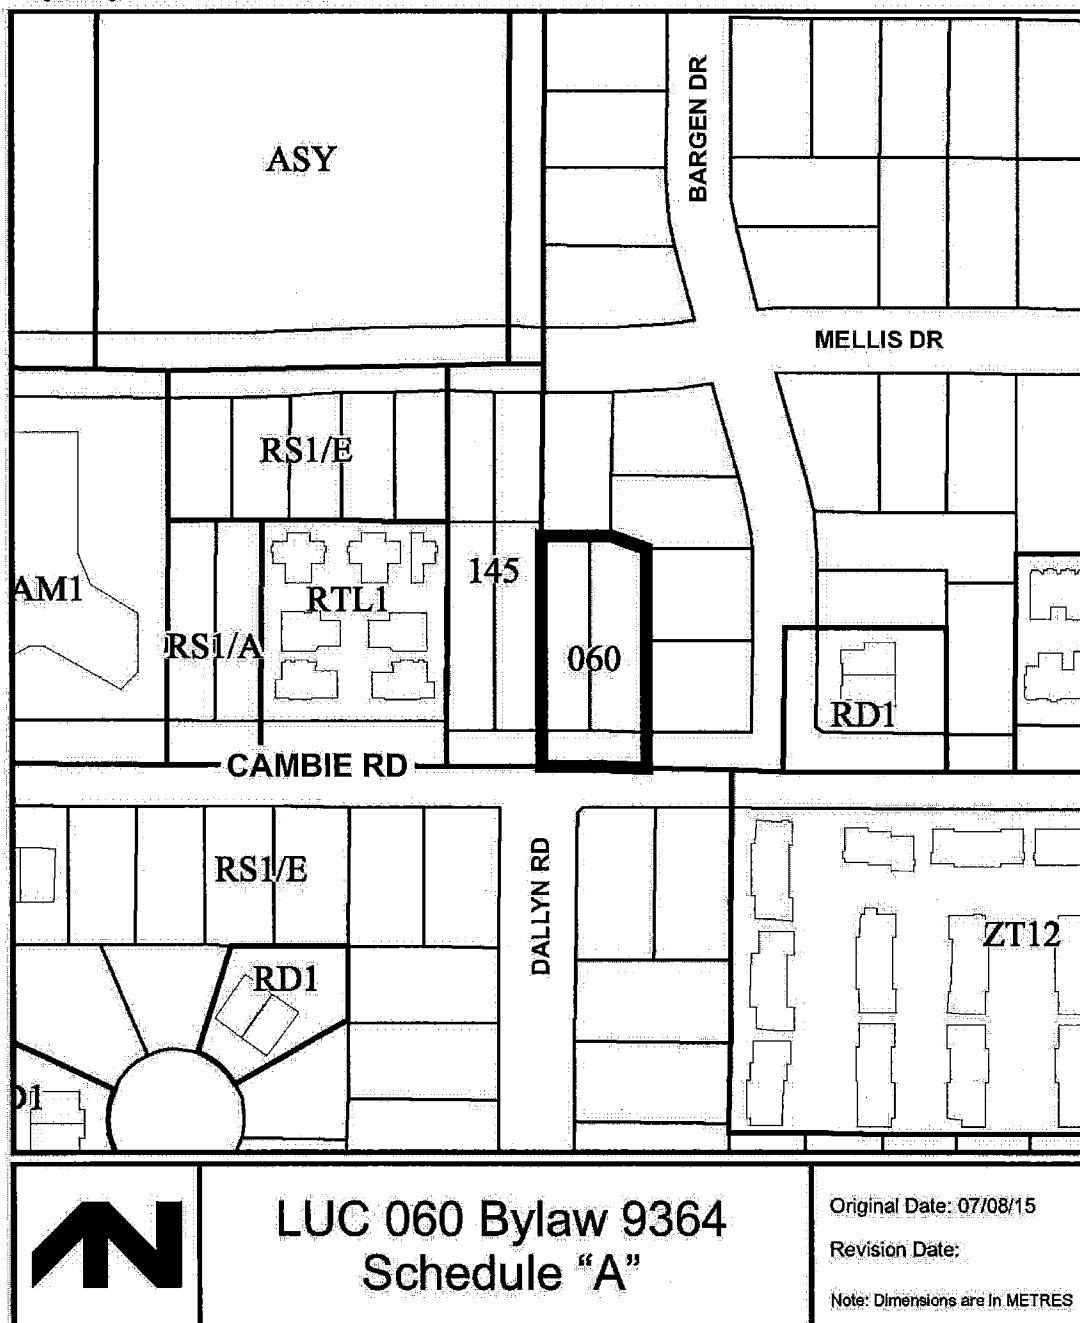 BARGEN DR
ASY
MELLIS DR
RS1/E
145
AM1
RTL1
RS1/A
060
RD1
CAMBIE RD
RS1/E
DALLYN RD
ZT12
RD1
D1
LUC 060 Bylaw 9364
Schedule “A”
Original Date: 07/08/15
Revision Date:
Note: Dimensions are in METRES